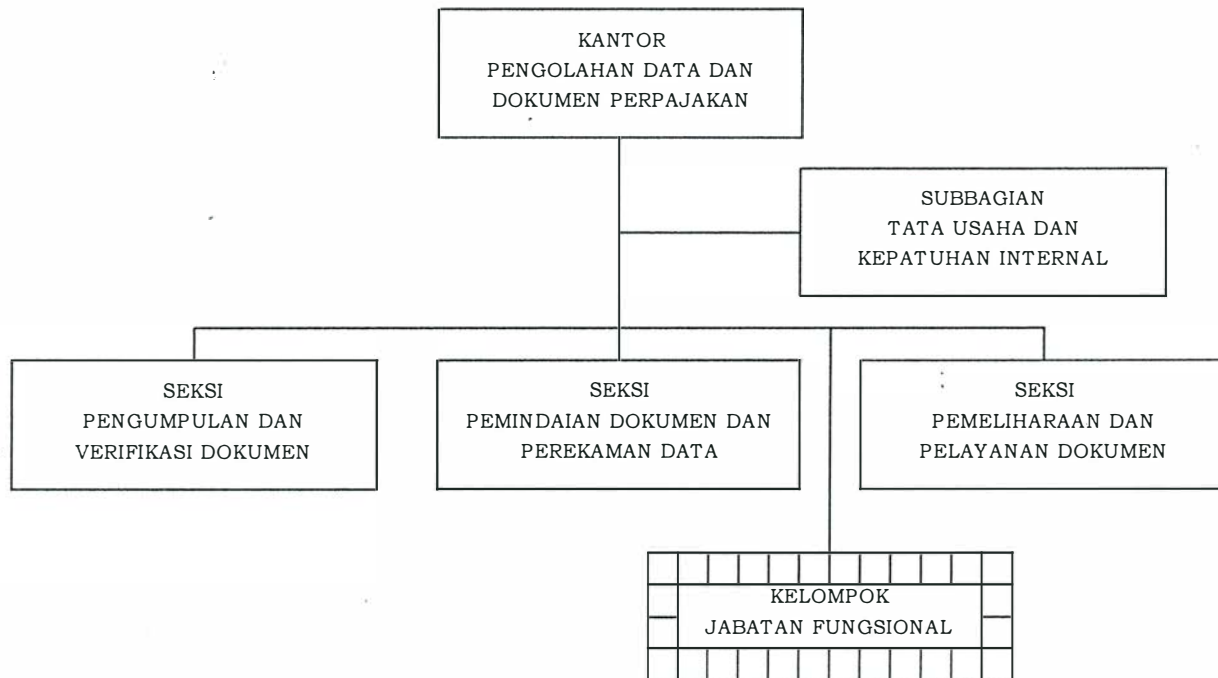 KANTOR
PENGOLAHAN DATA DAN
DOKUMEN PERPAJAKAN
SUBBAGIAN
TATA USAHA DAN
KEPATUHAN INTERNAL
SEKSI
PENGUMPULAN DAN
VERIFIKASI DOKUMEN
SEKSI
PEMINDAIAN DOKUMEN DAN
PEREKAMAN DATA
SEKSI
PEMELIHARAAN DAN
PELAYANAN DOKUMEN
KELOMPOK
JABATAN FUNGSIONAL